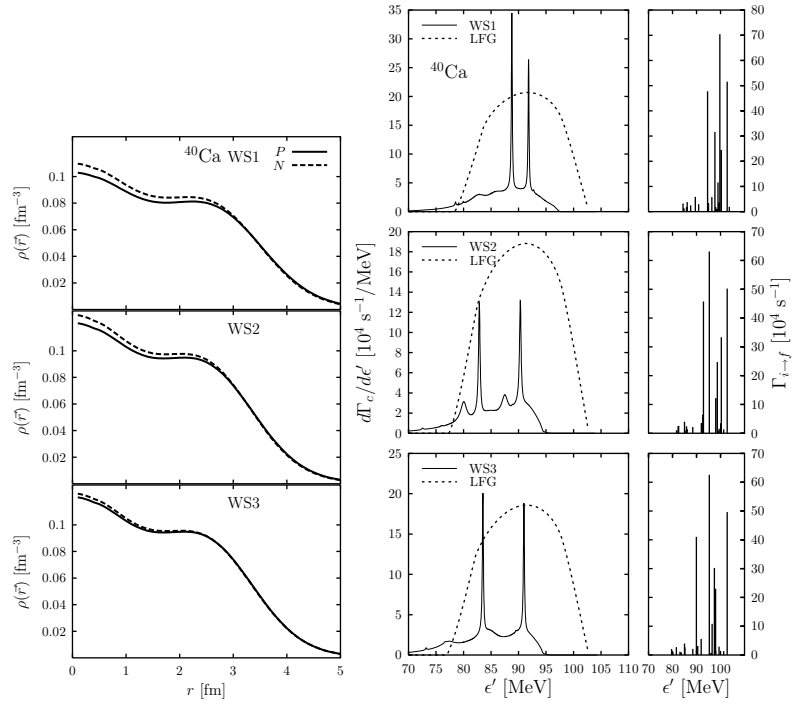 ⁴⁰Ca WS1
P
N
0.1
0.08
0.06
0.04
0.02
ρ(r⃗) [fm⁻³]
WS2
0.1
0.08
0.06
0.04
0.02
ρ(r⃗) [fm⁻³]
WS3
0.1
0.08
0.06
0.04
0.02
ρ(r⃗) [fm⁻³]
0 1 2 3 4 5
r [fm]
WS1
LFG
⁴⁰Ca
35
30
25
20
15
10
5
0
80
70
60
50
40
30
20
10
0
WS2
LFG
20
18
16
14
12
10
8
6
4
2
0
70
60
50
40
30
20
10
0
dΓc/dϵ′ [10⁴ s⁻¹/MeV]
Γi→f [10⁴ s⁻¹]
WS3
LFG
25
20
15
10
5
0
70
60
50
40
30
20
10
0
70 75 80 85 90 95 100 105 110
70 80 90 100
ϵ′ [MeV]
ϵ′ [MeV]